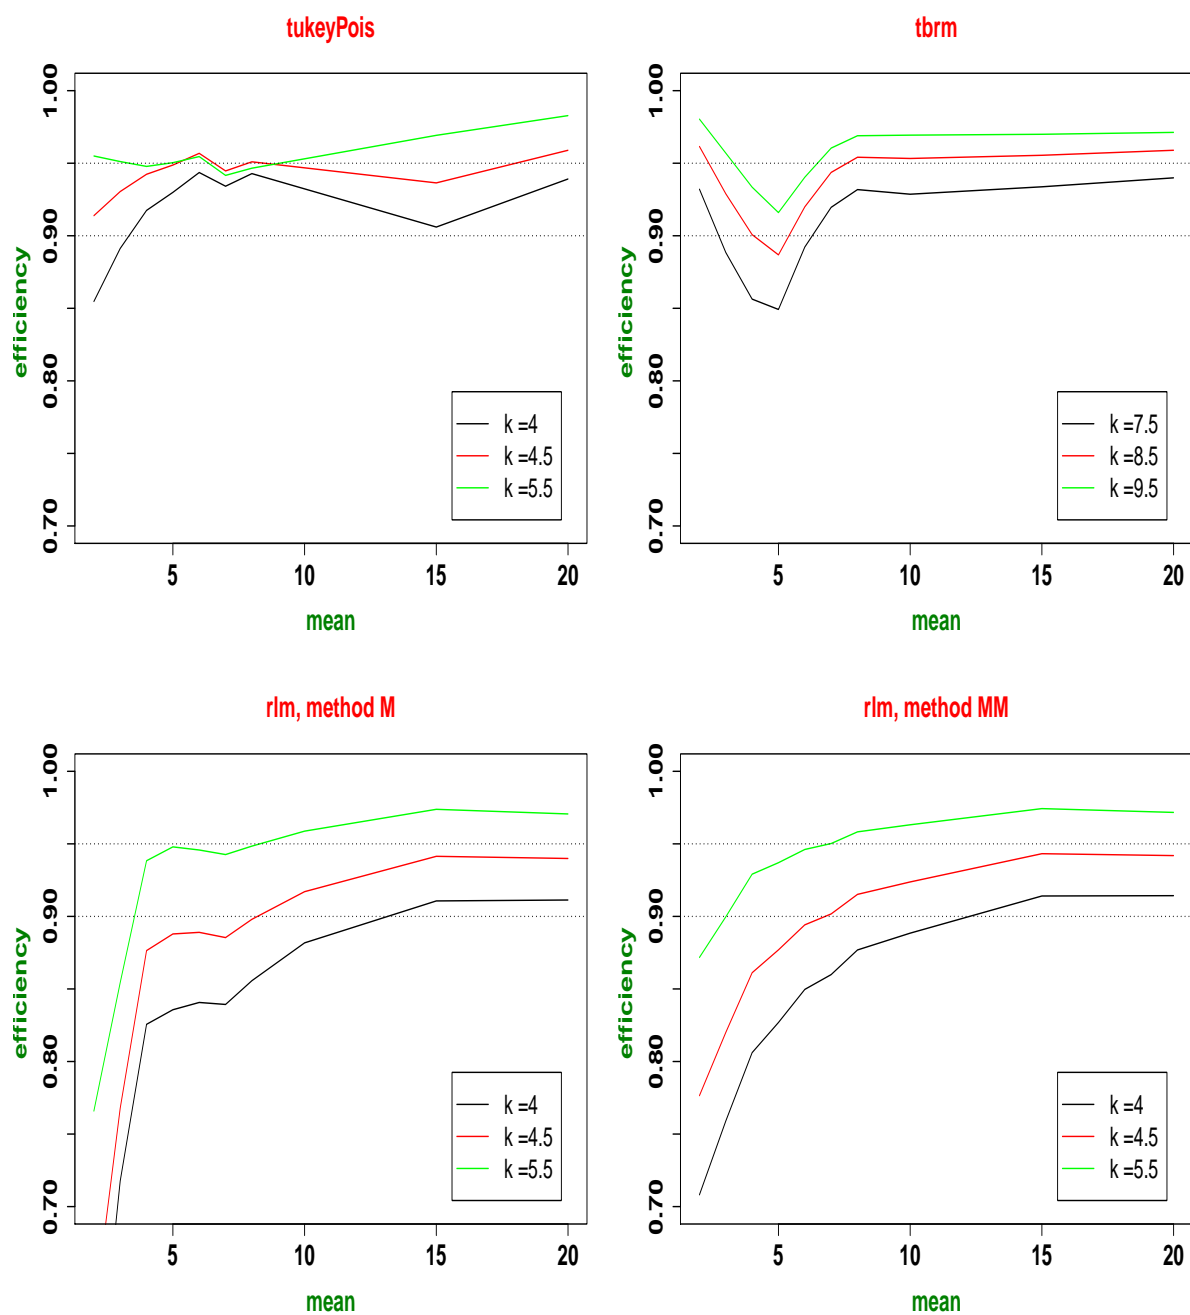 tukeyPois
efficiency
1.00
0.90
0.80
0.70
k =4
k =4.5
k =5.5
5 10 15 20
mean
tbrm
efficiency
1.00
0.90
0.80
0.70
k =7.5
k =8.5
k =9.5
5 10 15 20
mean
rlm, method M
efficiency
1.00
0.90
0.80
0.70
k =4
k =4.5
k =5.5
5 10 15 20
mean
rlm, method MM
efficiency
1.00
0.90
0.80
0.70
k =4
k =4.5
k =5.5
5 10 15 20
mean